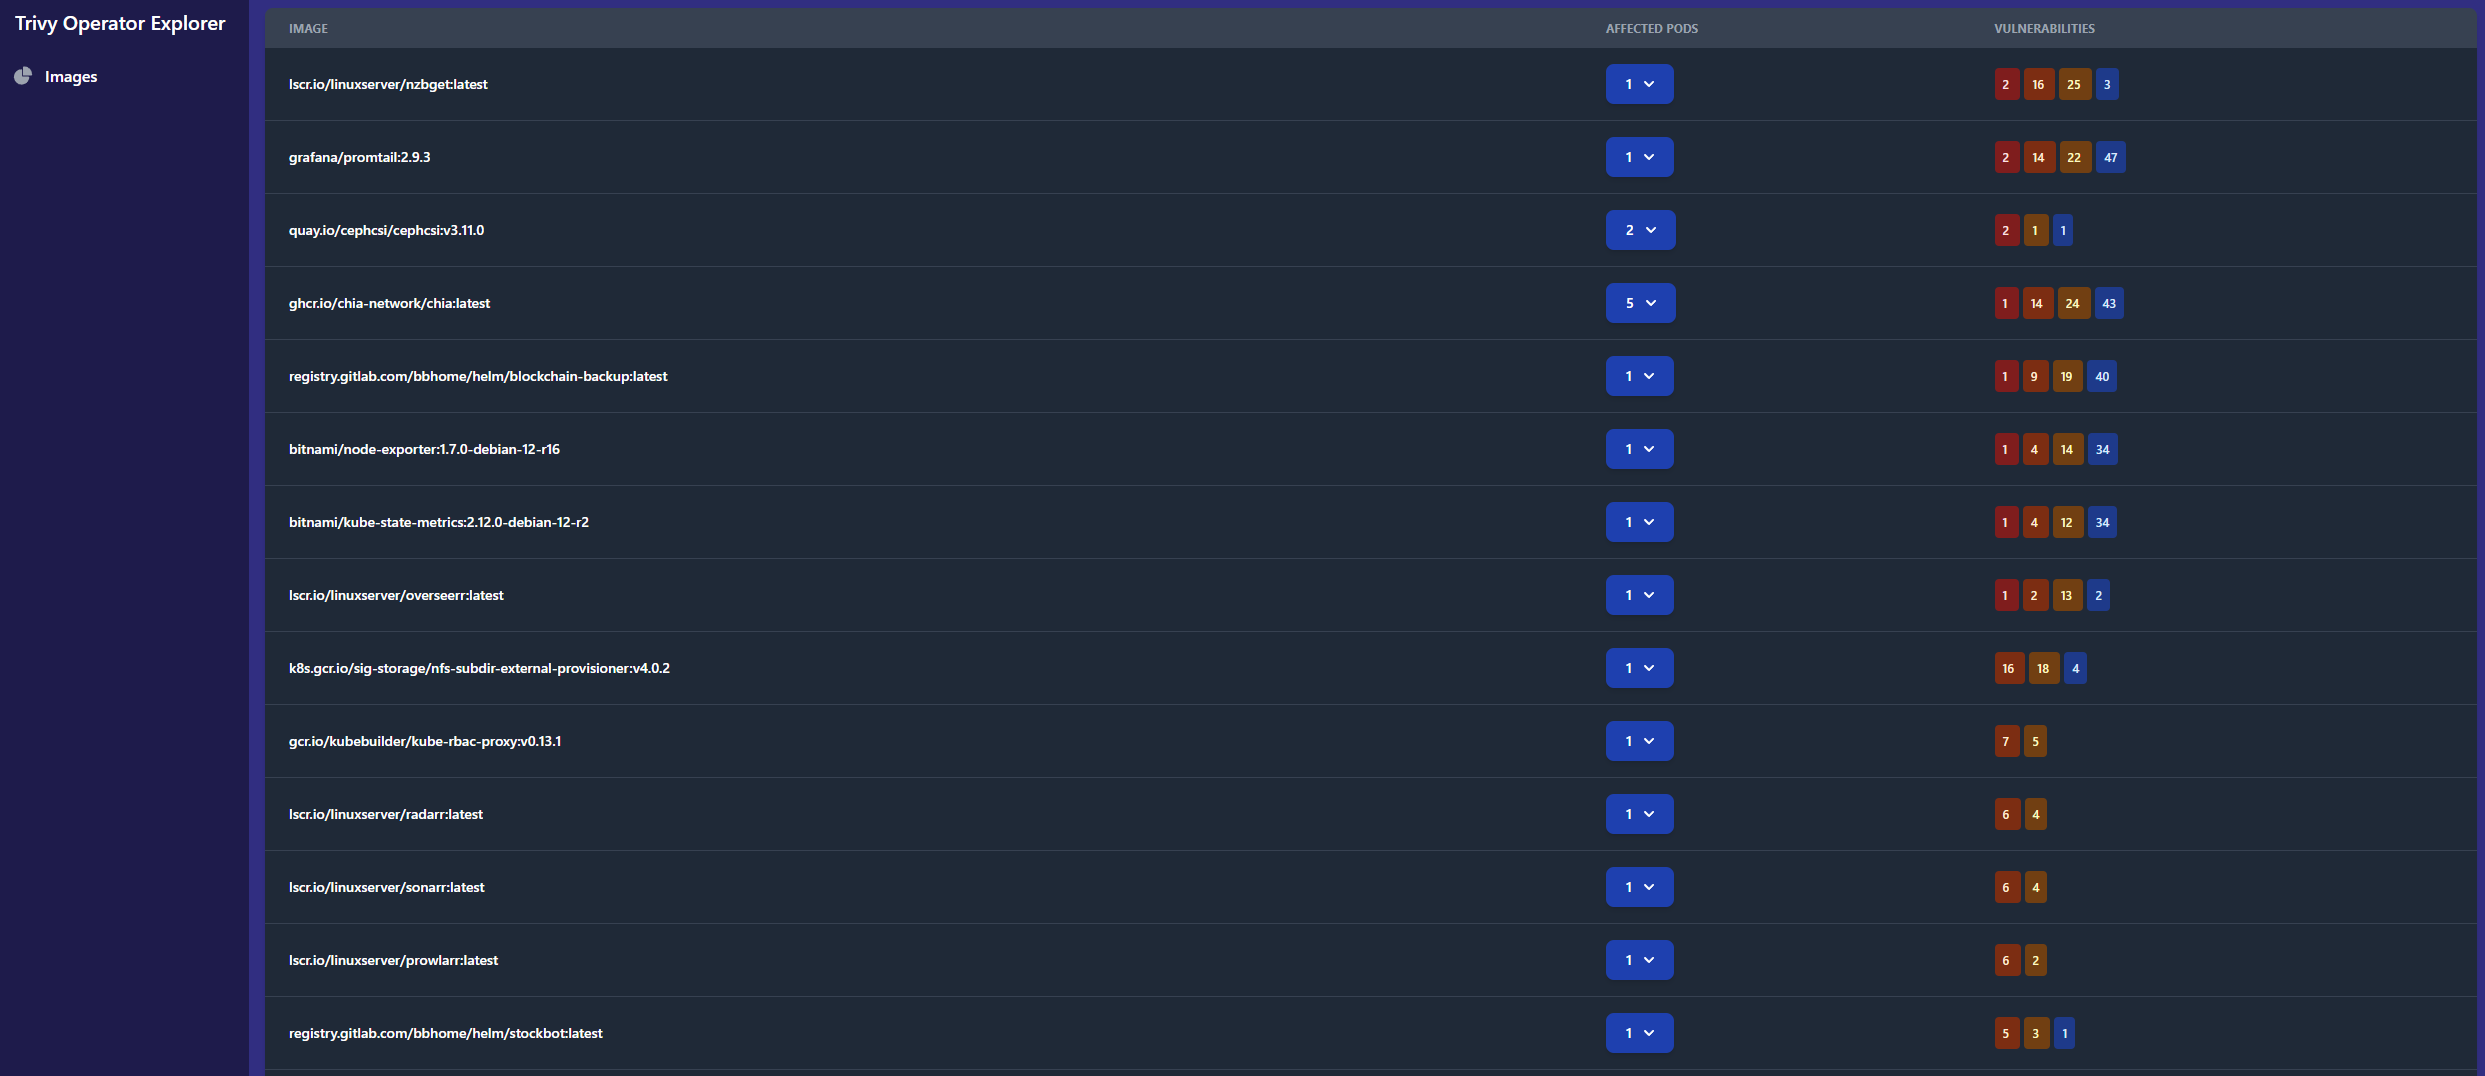 Trivy Operator Explorer
Images
IMAGE AFFECTED PODS VULNERABILITIES
lscr.io/linuxserver/nzbget:latest 1 2 16 25 3
grafana/promtail:2.9.3 1 2 14 22 47
quay.io/cephcsi/cephcsi:v3.11.0 2 2 1 1
ghcr.io/chia-network/chia:latest 5 1 14 24 43
registry.gitlab.com/bbhome/helm/blockchain-backup:latest 1 1 9 19 40
bitnami/node-exporter:1.7.0-debian-12-r16 1 1 4 14 34
bitnami/kube-state-metrics:2.12.0-debian-12-r2 1 1 4 12 34
lscr.io/linuxserver/overseerr:latest 1 1 2 13 2
k8s.gcr.io/sig-storage/nfs-subdir-external-provisioner:v4.0.2 1 16 18 4
gcr.io/kubebuilder/kube-rbac-proxy:v0.13.1 1 7 5
lscr.io/linuxserver/radarr:latest 1 6 4
lscr.io/linuxserver/sonarr:latest 1 6 4
lscr.io/linuxserver/prowlarr:latest 1 6 2
registry.gitlab.com/bbhome/helm/stockbot:latest 1 5 3 1